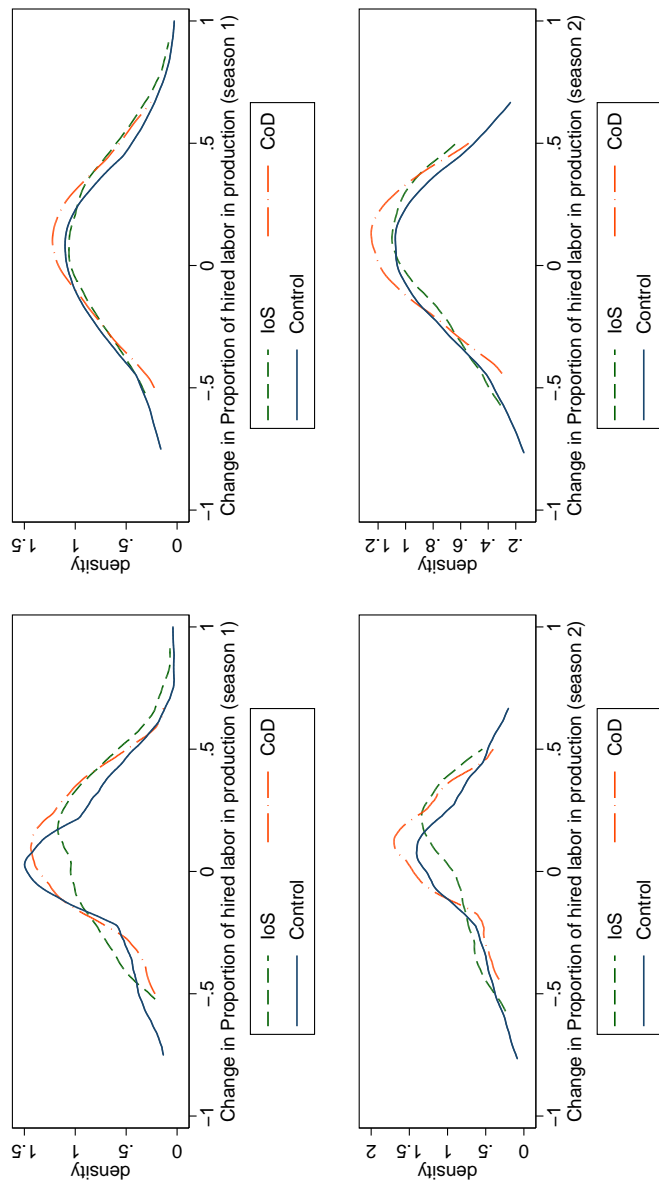 density
0 .5 1 1.5
-1 -.5 0 .5 1
Change in Proportion of hired labor in production (season 1)
IoS CoD
Control
density
0 .5 1 1.5
-1 -.5 0 .5 1
Change in Proportion of hired labor in production (season 1)
IoS CoD
Control
density
0 .5 1 1.5 2
-1 -.5 0 .5 1
Change in Proportion of hired labor in production (season 2)
IoS CoD
Control
density
.2 .4 .6 .8 1 1.2
-1 -.5 0 .5 1
Change in Proportion of hired labor in production (season 2)
IoS CoD
Control